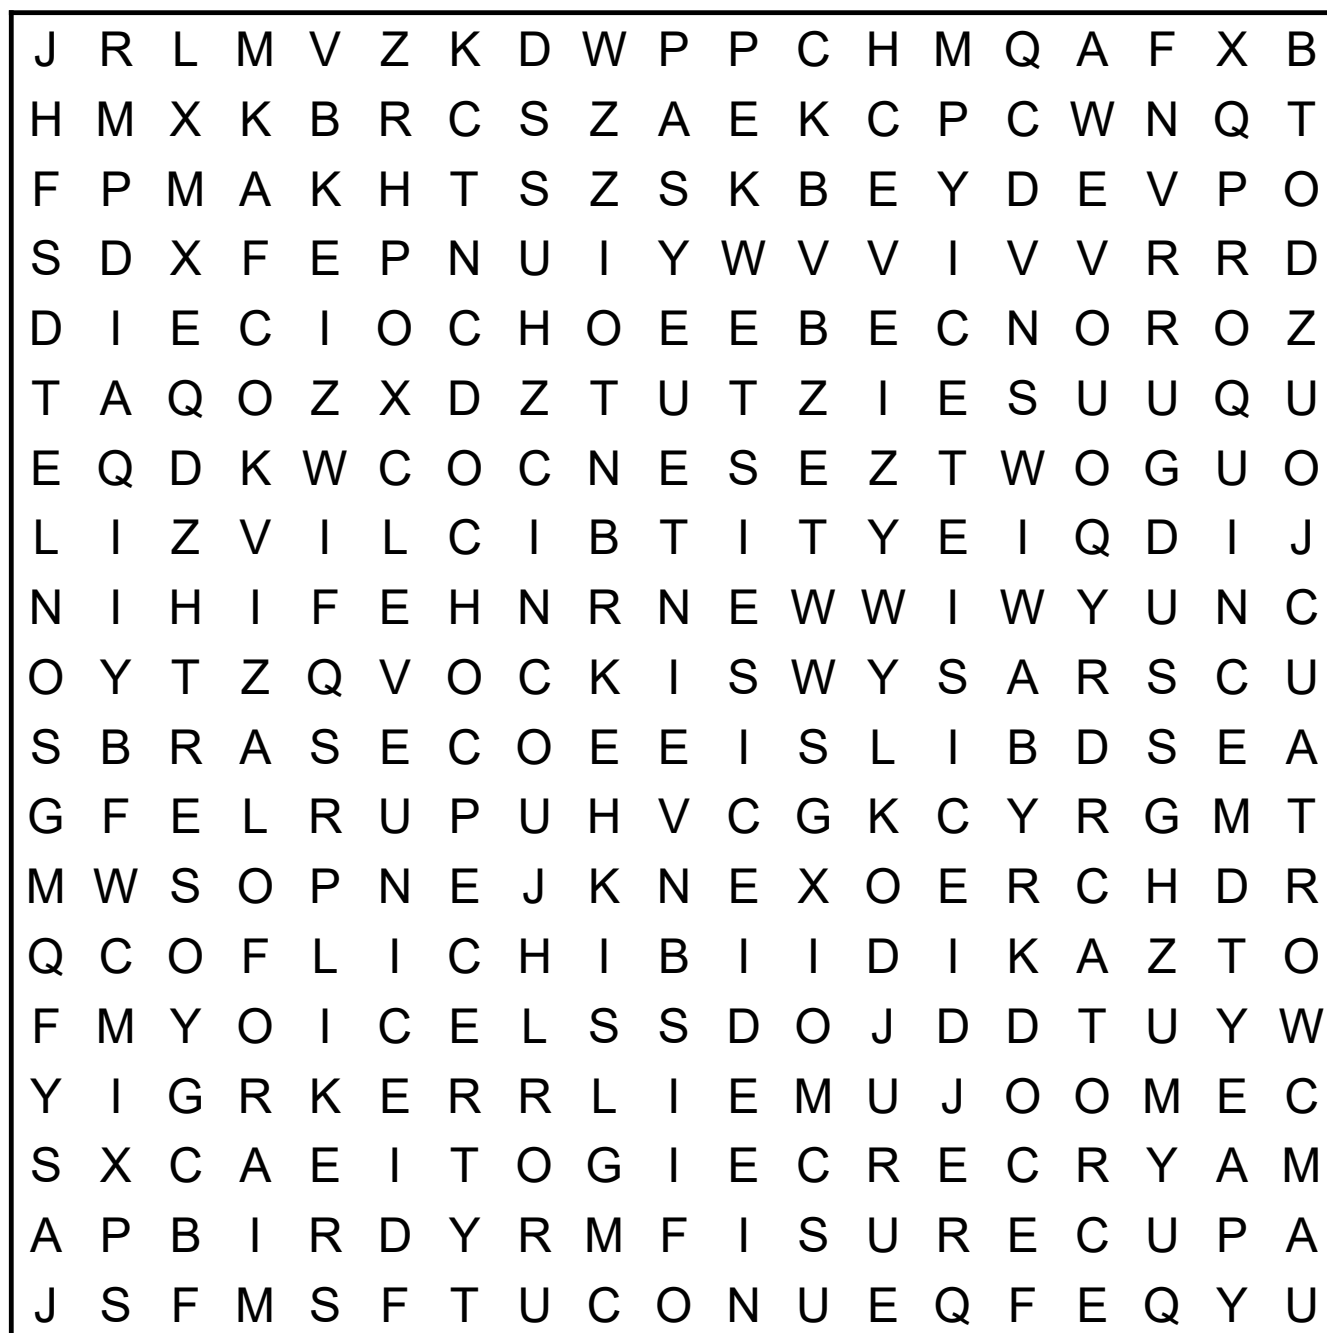 J R L M V Z K D W P P C H M Q A F X B
H M X K B R C S Z A E K C P C W N Q T
F P M A K H T S Z S K B E Y D E V P O
S D X F E P N U I Y W V V I V V R R D
D I E C I O C H O E E B E C N O R O Z
T A Q O Z X D Z T U T Z I E S U U Q U
E Q D K W C O C N E S E Z T W O G U O
L I Z V I L C I B T I T Y E I Q D I J
N I H I F E H N R N E W W I W Y U N C
O Y T Z Q V O C K I S W Y S A R S C U
S B R A S E C O E E I S L I B D S E A
G F E L R U P U H V C G K C Y R G M T
M W S O P N E J K N E X O E R C H D R
Q C O F L I C H I B I I D I K A Z T O
F M Y O I C E L S S D O J D D T U Y W
Y I G R K E R R L I E M U J O O M E C
S X C A E I T O G I E C R E C R Y A M
A P B I R D Y R M F I S U R E C U P A
J S F M S F T U C O N U E Q F E Q Y U